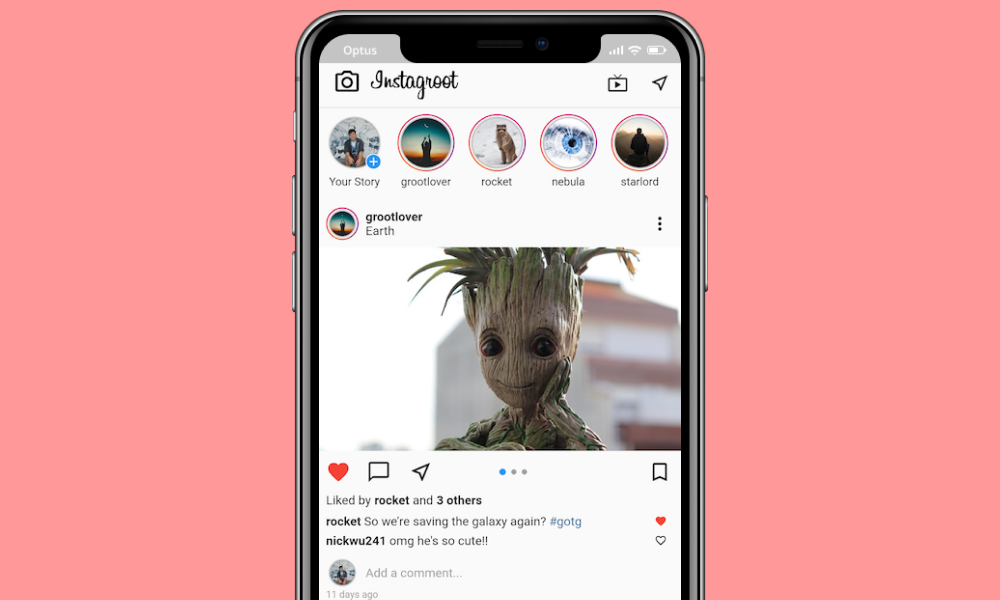 Optus
Instagroot
Your Story
grootlover
rocket
nebula
starlord
grootlover
Earth
Liked by rocket and 3 others
rocket So we're saving the galaxy again? #gotg
nickwu241 omg he's so cute!!
Add a comment...
11 days ago